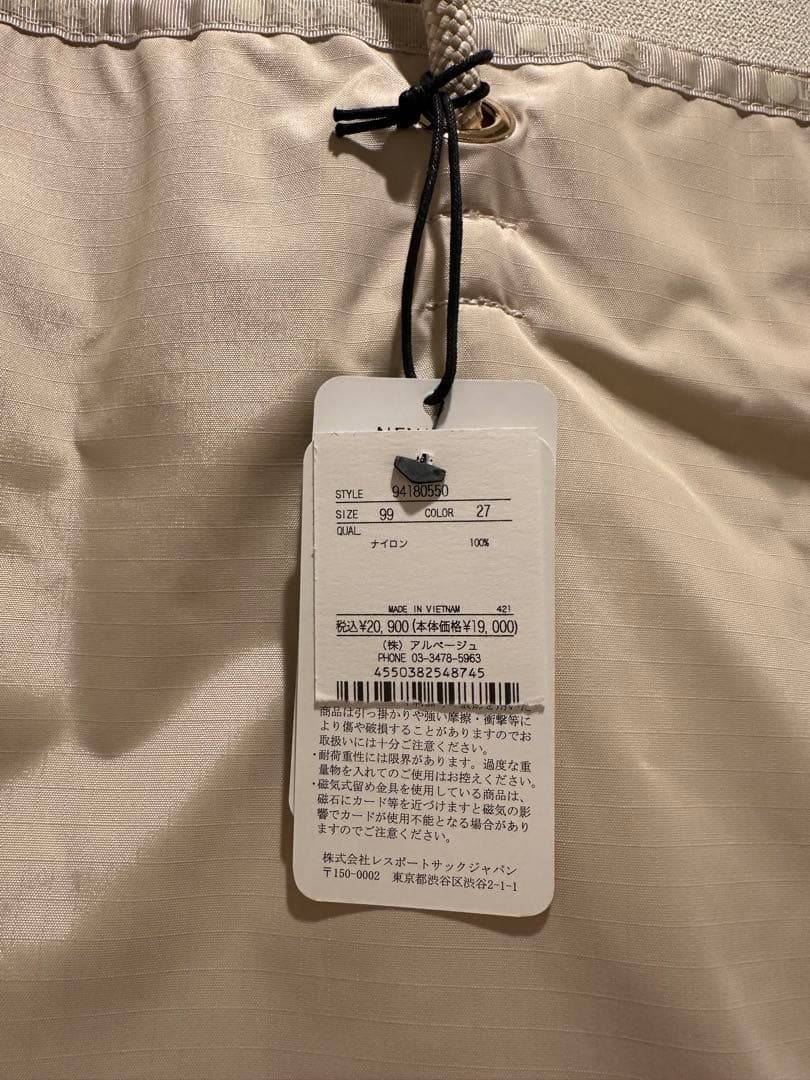 STYLE 94180550
SIZE 99 COLOR 27
QUAL.
ナイロン 100%
MADE IN VIETNAM 421
税込¥20,900(本体価格¥19,000)
(株) アルページュ
PHONE 03-3478-5963
4550382548745
商品は引っ掛かりや強い摩擦・衝撃等に
より傷や破損することがありますのでお
取扱いには十分ご注意ください。
・耐荷重性には限界があります。過度な重
量物を入れてのご使用はお控えください。
・磁気式留め金具を使用している商品は、
磁石にカード等を近づけますと磁気の影
響でカードが使用不能となる場合があり
ますのでご注意ください。
株式会社レスポートサックジャパン
〒150-0002 東京都渋谷区渋谷2-1-1